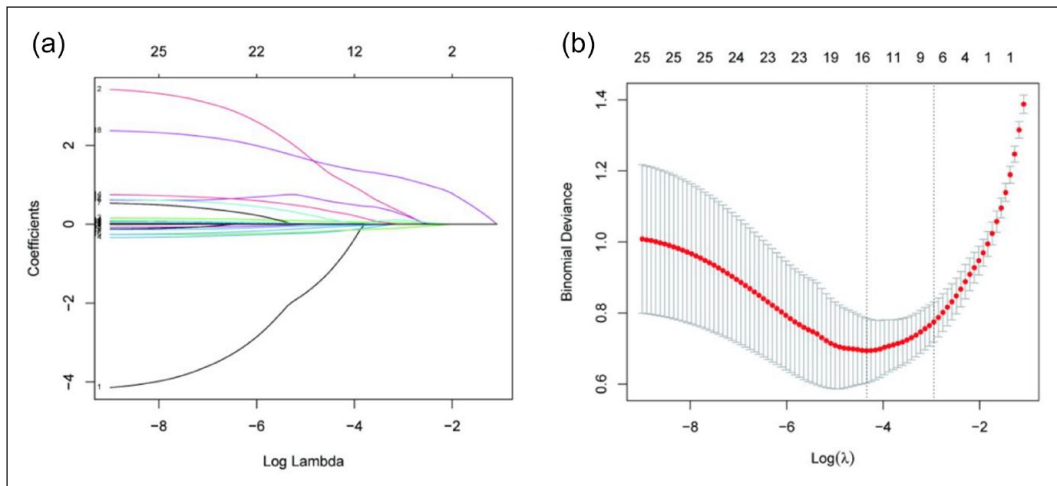 (a)
25 22 12 2
2
0
−2
−4
Coefficients
2
18
1
−8 −6 −4 −2
Log Lambda
(b)
25 25 25 24 23 23 19 16 11 9 6 4 1 1
1.4
1.2
1.0
0.8
0.6
Binomial Deviance
−8 −6 −4 −2
Log(λ)